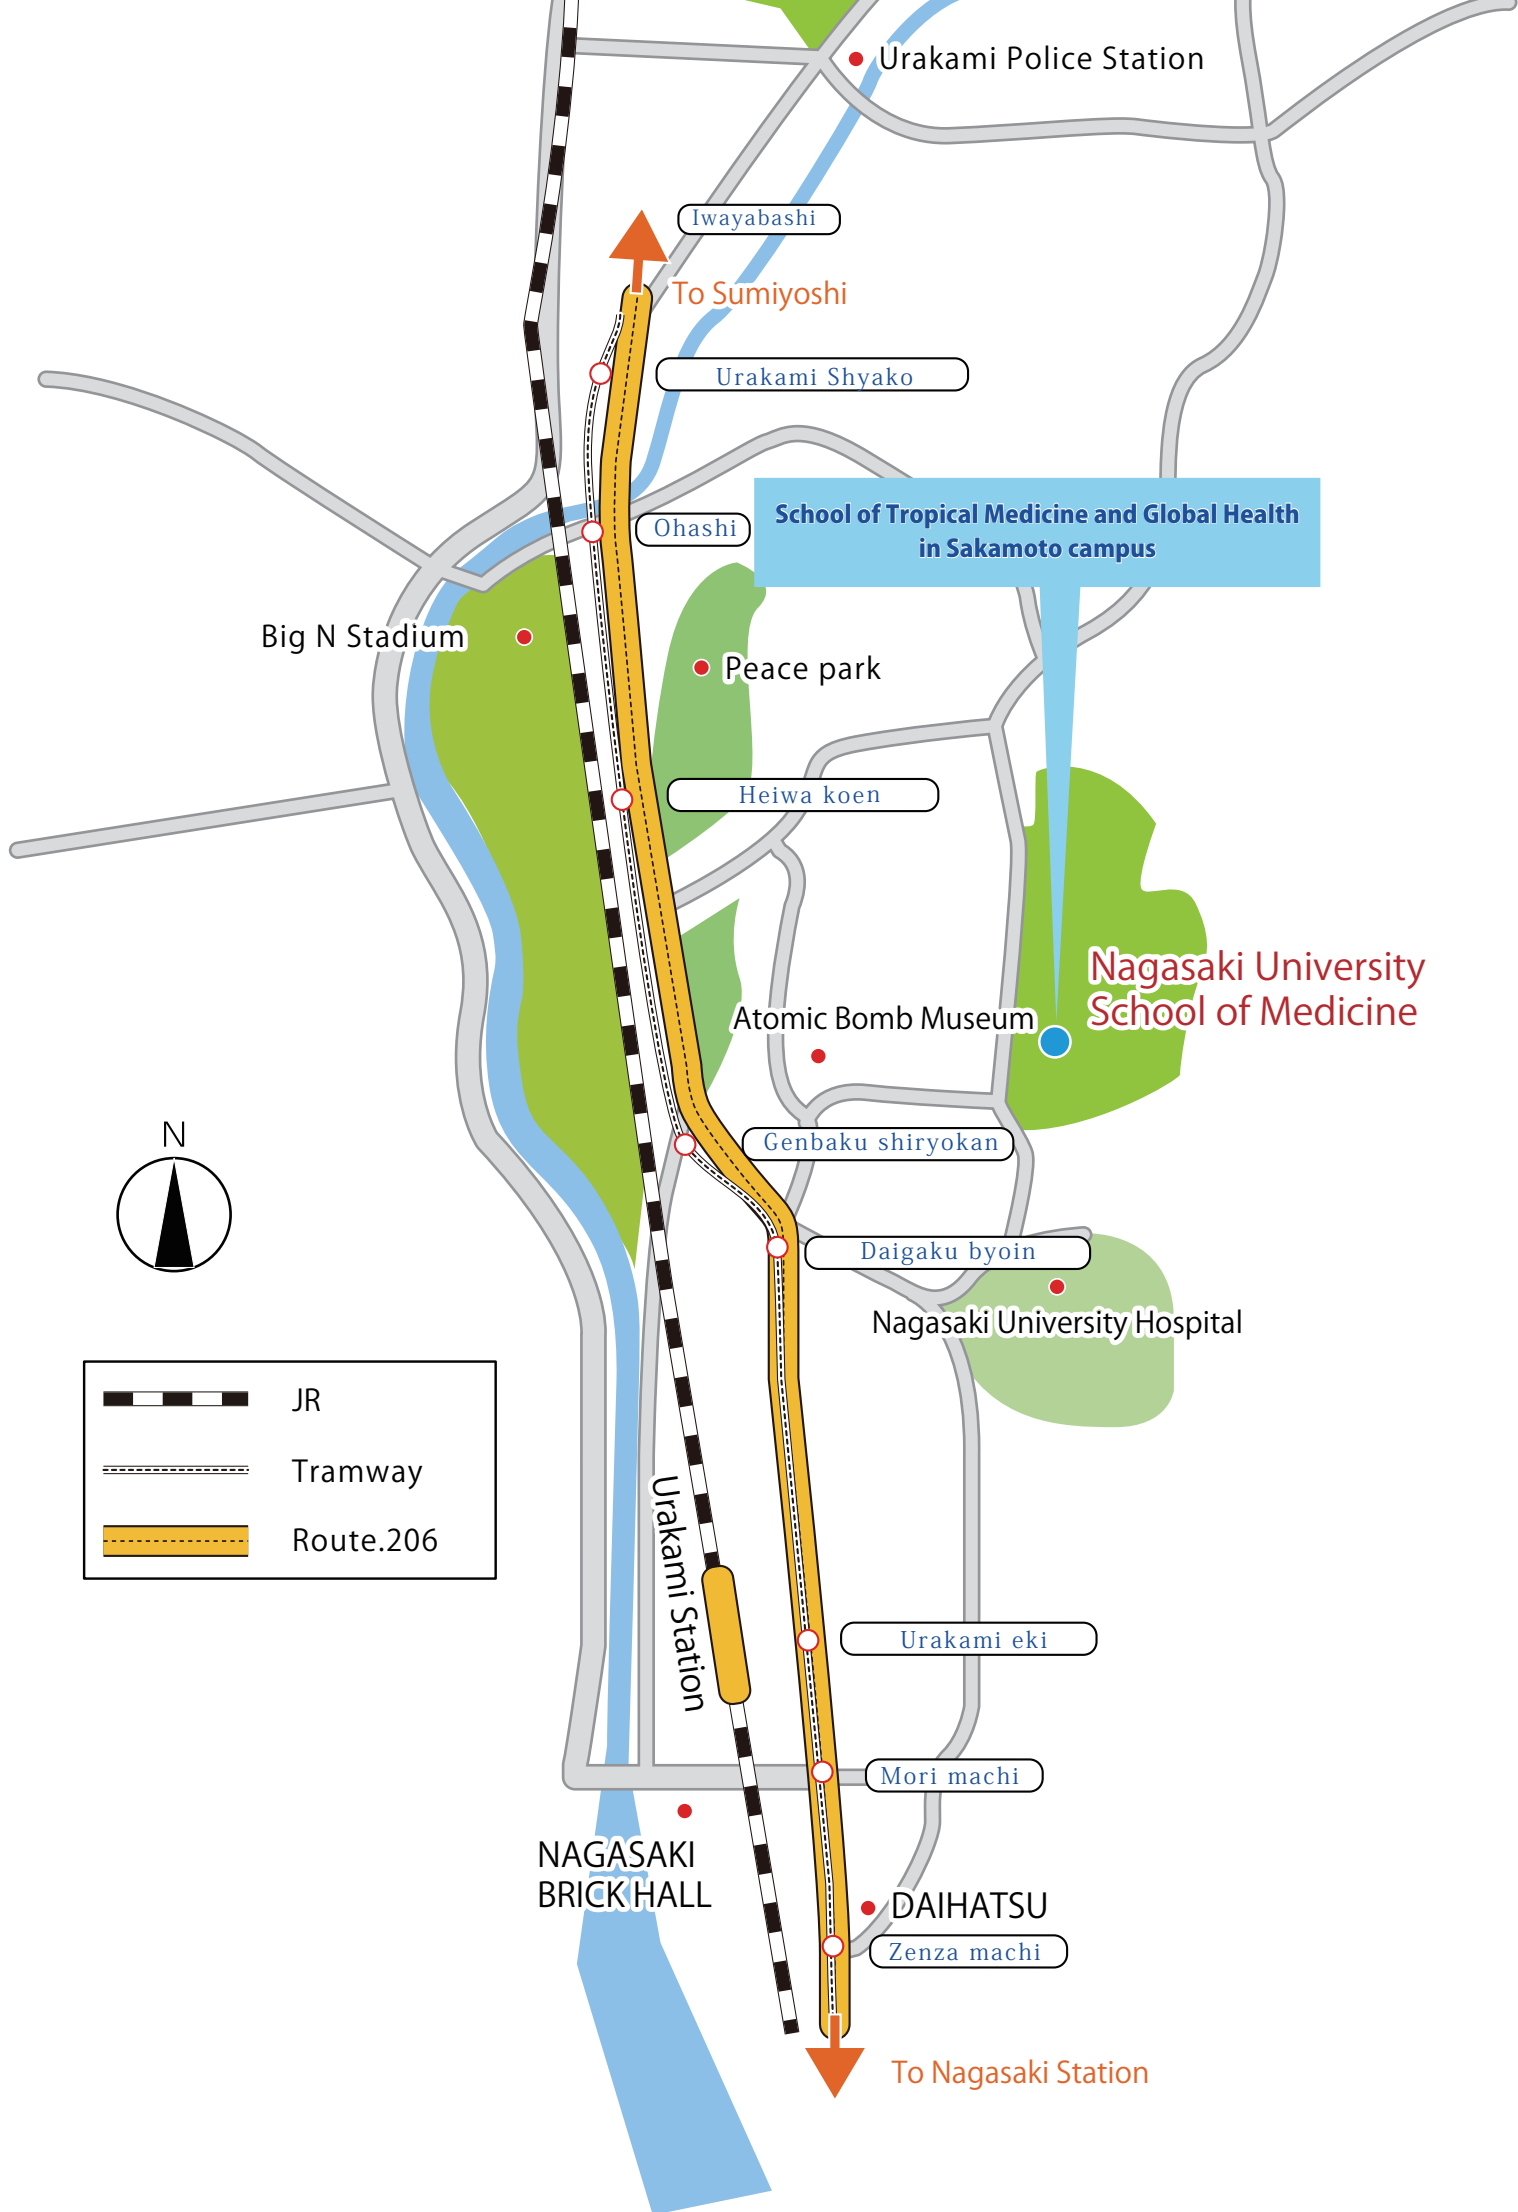 Urakami Police Station
Iwayabashi
To Sumiyoshi
Urakami Shyako
School of Tropical Medicine and Global Health
in Sakamoto campus
Ohashi
Big N Stadium
Peace park
Heiwa koen
Nagasaki University
School of Medicine
Atomic Bomb Museum
N
Genbaku shiryokan
Daigaku byoin
Nagasaki University Hospital
JR
Tramway
Route.206
Urakami Station
Urakami eki
Mori machi
NAGASAKI
BRICK HALL
DAIHATSU
Zenza machi
To Nagasaki Station